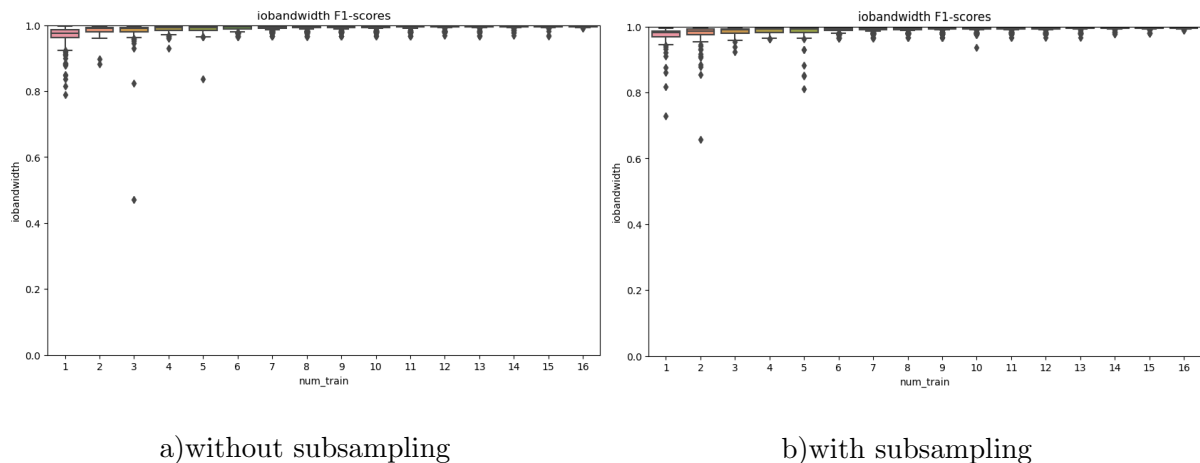 iobandwidth F1-scores
1.0
0.8
0.6
0.4
0.2
0.0
iobandwidth
1 2 3 4 5 6 7 8 9 10 11 12 13 14 15 16
num_train
a)without subsampling
iobandwidth F1-scores
1.0
0.8
0.6
0.4
0.2
0.0
iobandwidth
1 2 3 4 5 6 7 8 9 10 11 12 13 14 15 16
num_train
b)with subsampling